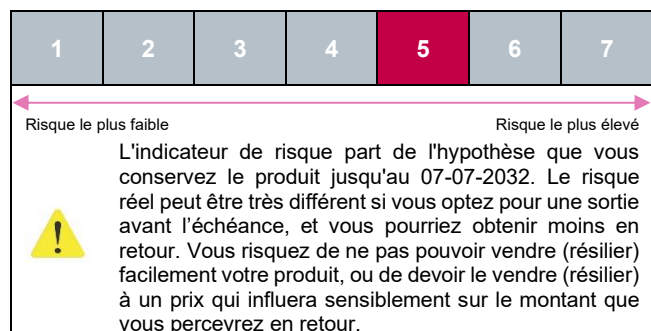 1 2 3 4 5 6 7
Risque le plus faible Risque le plus élevé
L'indicateur de risque part de l'hypothèse que vous
conservez le produit jusqu'au 07-07-2032. Le risque
réel peut être très différent si vous optez pour une sortie
avant l’échéance, et vous pourriez obtenir moins en
retour. Vous risquez de ne pas pouvoir vendre (résilier)
facilement votre produit, ou de devoir le vendre (résilier)
à un prix qui influera sensiblement sur le montant que
vous percevrez en retour.